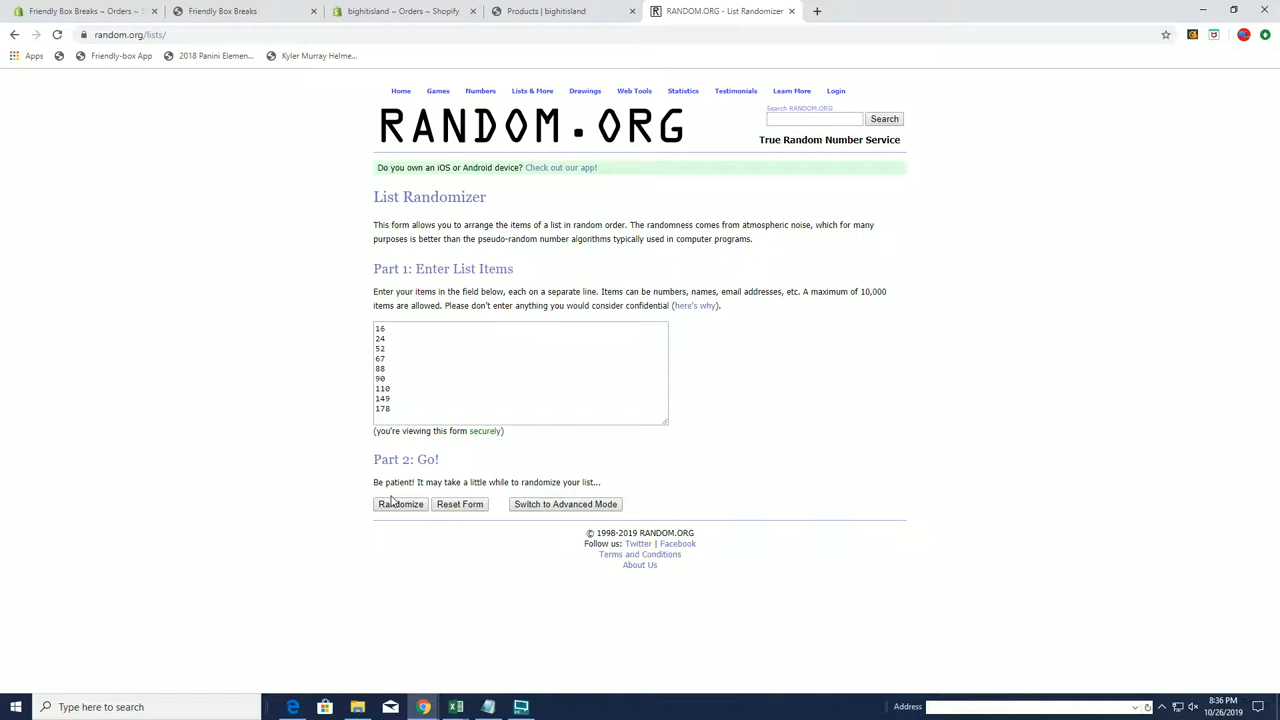 Friendly Box Breaks ~ Orders ~ S
Friendly Box Breaks
bighitisland ~ Orders ~ Shopify
Products | bighitisland
RANDOM.ORG - List Randomizer
random.org/lists/
Apps
Friendly-box App
2018 Panini Elemen...
Kyler Murray Helme...
Home Games Numbers Lists & More Drawings Web Tools Statistics Testimonials Learn More Login
RANDOM.ORG
Search RANDOM.ORG
Search
True Random Number Service
Do you own an iOS or Android device? Check out our app!
List Randomizer
This form allows you to arrange the items of a list in random order. The randomness comes from atmospheric noise, which for many
purposes is better than the pseudo-random number algorithms typically used in computer programs.
Part 1: Enter List Items
Enter your items in the field below, each on a separate line. Items can be numbers, names, email addresses, etc. A maximum of 10,000
items are allowed. Please don't enter anything you would consider confidential (here's why).
16
24
52
67
88
90
110
149
178
(you're viewing this form securely)
Part 2: Go!
Be patient! It may take a little while to randomize your list...
Randomize Reset Form Switch to Advanced Mode
© 1998-2019 RANDOM.ORG
Follow us: Twitter | Facebook
Terms and Conditions
About Us
Type here to search
Address
8:36 PM
10/26/2019